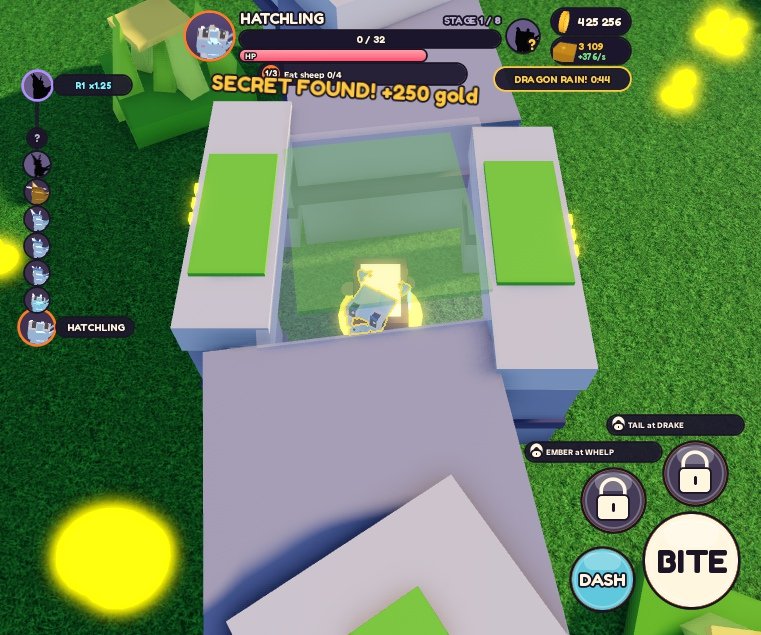 HATCHLING
STAGE 1 / 8
0 / 32
HP
1/3 Eat sheep 0/4
SECRET FOUND! +250 gold
?
425 256
3 109
+376/s
DRAGON RAIN! 0:44
R1 x1.25
?
HATCHLING
TAIL at DRAKE
EMBER at WHELP
BITE
DASH